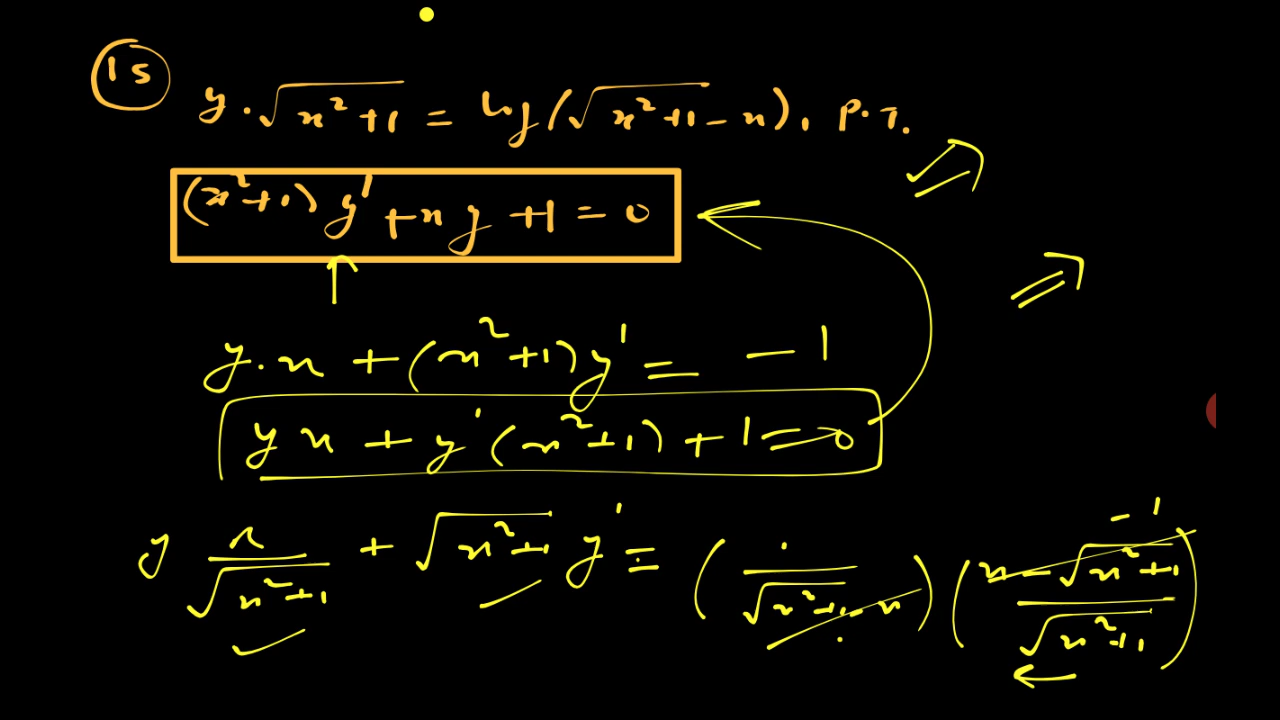 15
y·√(x²+1) = log(√(x²+1) - x), P.T.
(x²+1) y' + xy + 1 = 0
y·x + (x²+1)y' = -1
yx + y'(x²+1) + 1 = 0
y x/√(x²+1) + √(x²+1) y' = (1/(√(x²+1) - x)) ((x - √(x²+1))/√(x²+1)) -1